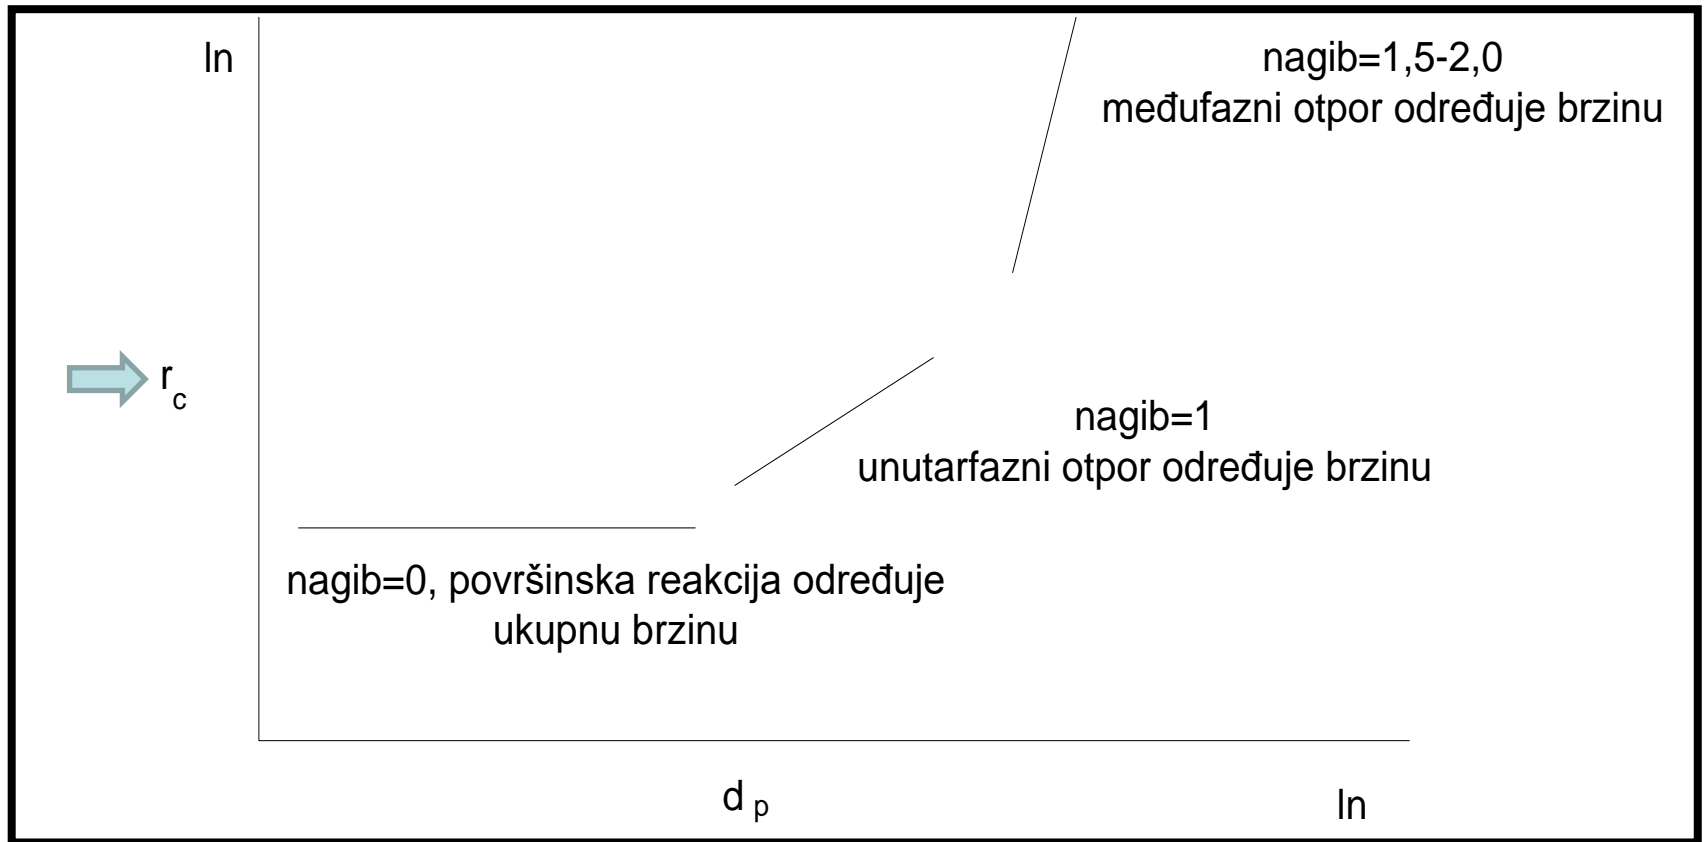 ln
nagib=1,5-2,0
međufazni otpor određuje brzinu
r c
nagib=1
unutarfazni otpor određuje brzinu
nagib=0, površinska reakcija određuje
ukupnu brzinu
d p
ln